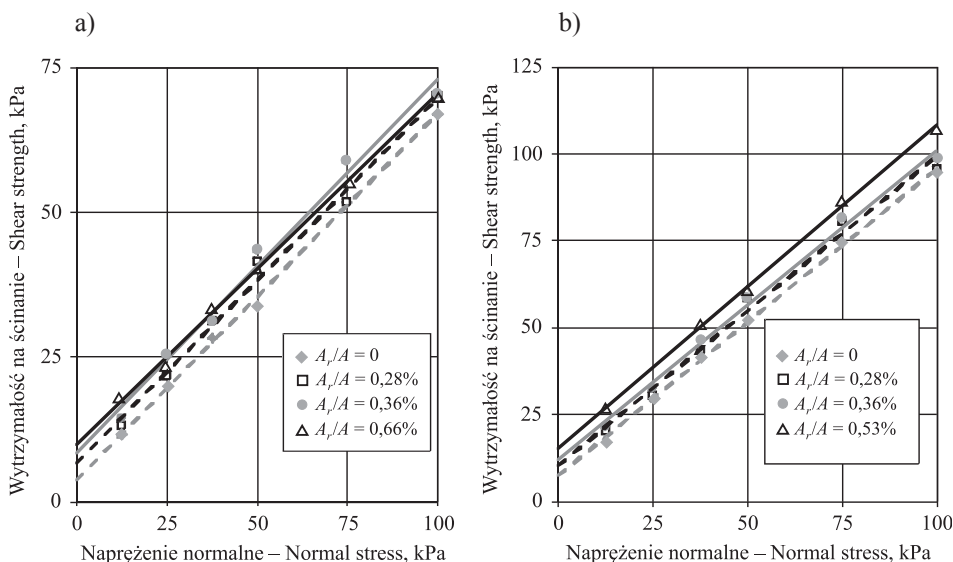 a)
Wytrzymałość na ścinanie – Shear strength, kPa
75
50
25
0
0 25 50 75 100
Naprężenie normalne – Normal stress, kPa
Ar/A = 0
Ar/A = 0,28%
Ar/A = 0,36%
Ar/A = 0,66%
b)
Wytrzymałość na ścinanie – Shear strength, kPa
125
100
75
50
25
0
0 25 50 75 100
Naprężenie normalne – Normal stress, kPa
Ar/A = 0
Ar/A = 0,28%
Ar/A = 0,36%
Ar/A = 0,53%